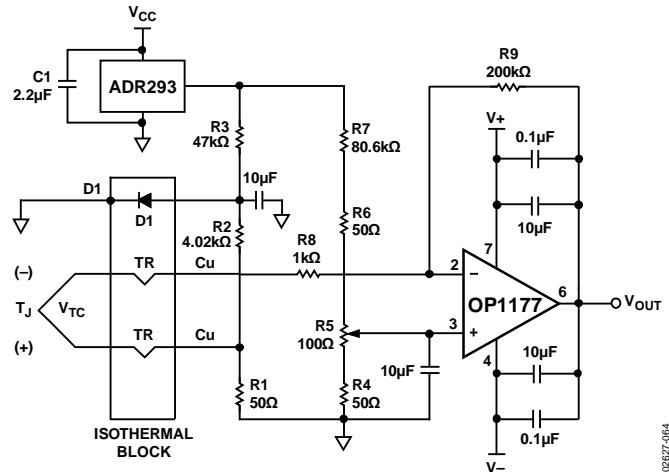 VCC
C1
2.2µF
ADR293
R9
200kΩ
R3
47kΩ
R7
80.6kΩ
V+
0.1µF
D1
10µF
D1
10µF
R2
4.02kΩ
R6
50Ω
R8
1kΩ
7
(–)
TR
Cu
2
–
TJ
VTC
OP1177
6
VOUT
(+)
TR
Cu
R5
100Ω
3
+
4
10µF
10µF
R1
50Ω
R4
50Ω
ISOTHERMAL
BLOCK
0.1µF
V–
02627-064